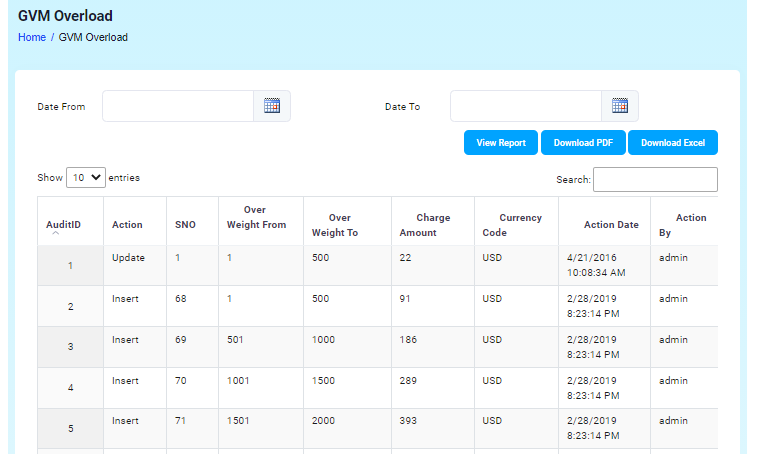 GVM Overload
Home / GVM Overload
Date From
Date To
View Report Download PDF Download Excel
Show 10 entries
Search:
AuditID Action SNO Over Weight From Over Weight To Charge Amount Currency Code Action Date Action By
1 Update 1 1 500 22 USD 4/21/2016 10:08:34 AM admin
2 Insert 68 1 500 91 USD 2/28/2019 8:23:14 PM admin
3 Insert 69 501 1000 186 USD 2/28/2019 8:23:14 PM admin
4 Insert 70 1001 1500 289 USD 2/28/2019 8:23:14 PM admin
5 Insert 71 1501 2000 393 USD 2/28/2019 8:23:14 PM admin